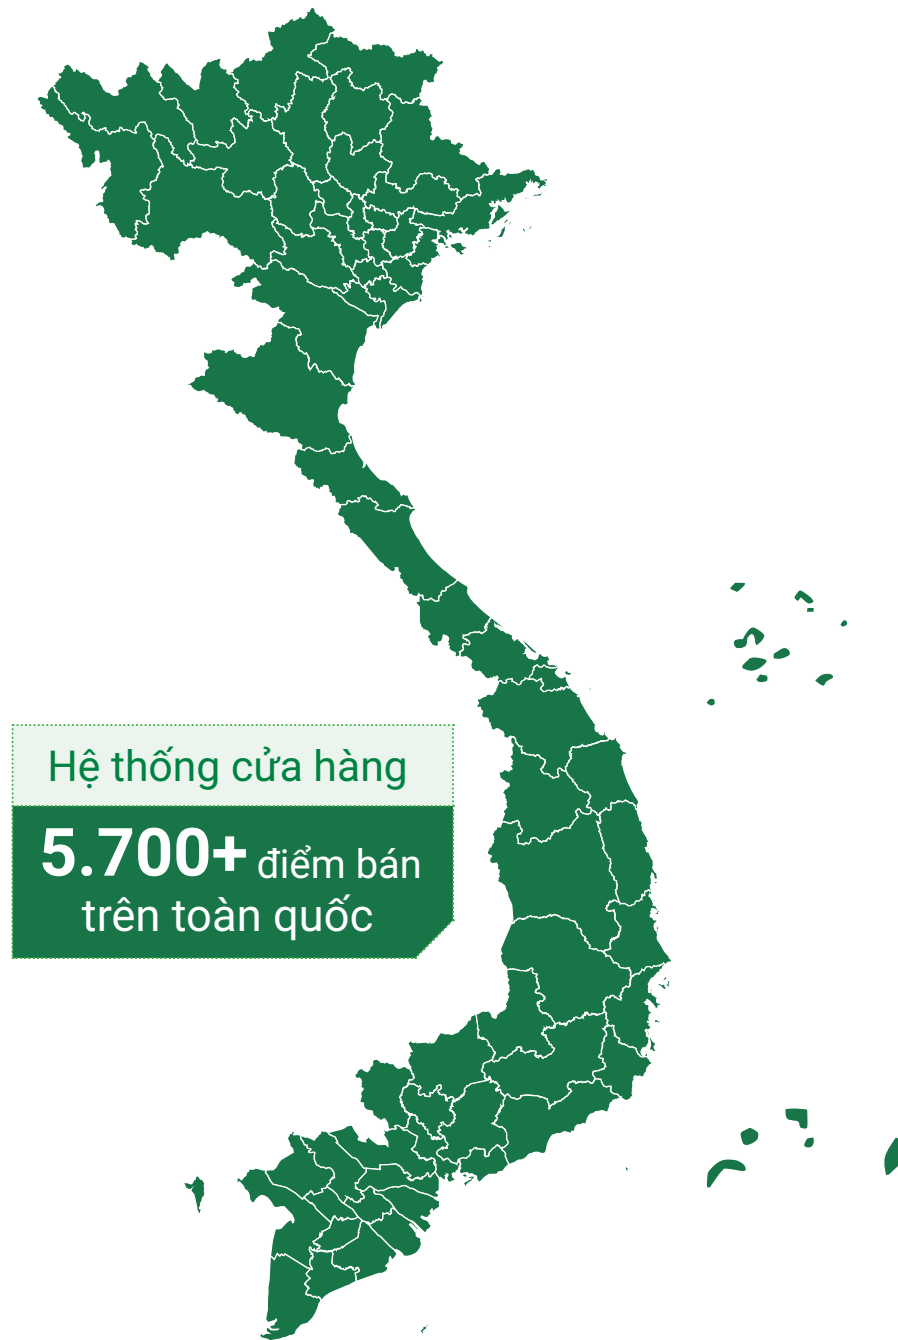 Hệ thống cửa hàng
5.700+ điểm bán
trên toàn quốc